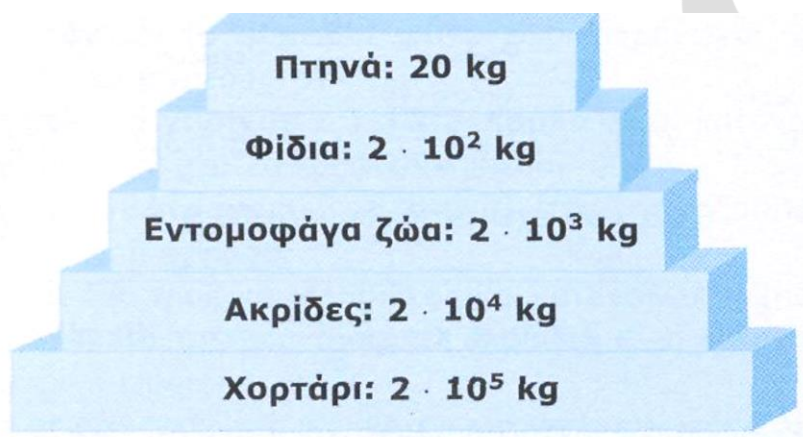 Πτηνά: 20 kg
Φίδια: 2 · 10² kg
Εντομοφάγα ζώα: 2 · 10³ kg
Ακρίδες: 2 · 10⁴ kg
Χορτάρι: 2 · 10⁵ kg